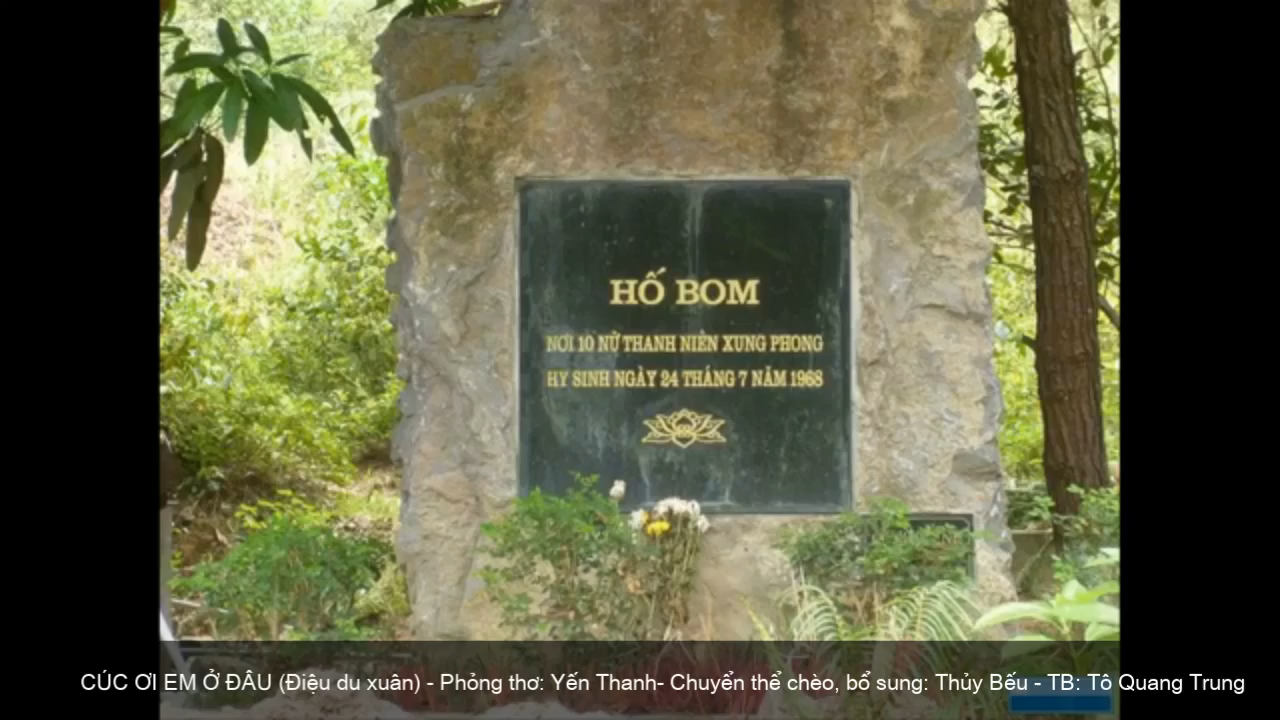 HỐ BOM
NƠI 10 NỮ THANH NIÊN XUNG PHONG
HY SINH NGÀY 24 THÁNG 7 NĂM 1968
CÚC ƠI EM Ở ĐÂU (Điệu du xuân) - Phỏng thơ: Yến Thanh- Chuyển thể chèo, bổ sung: Thủy Bếu - TB: Tô Quang Trung